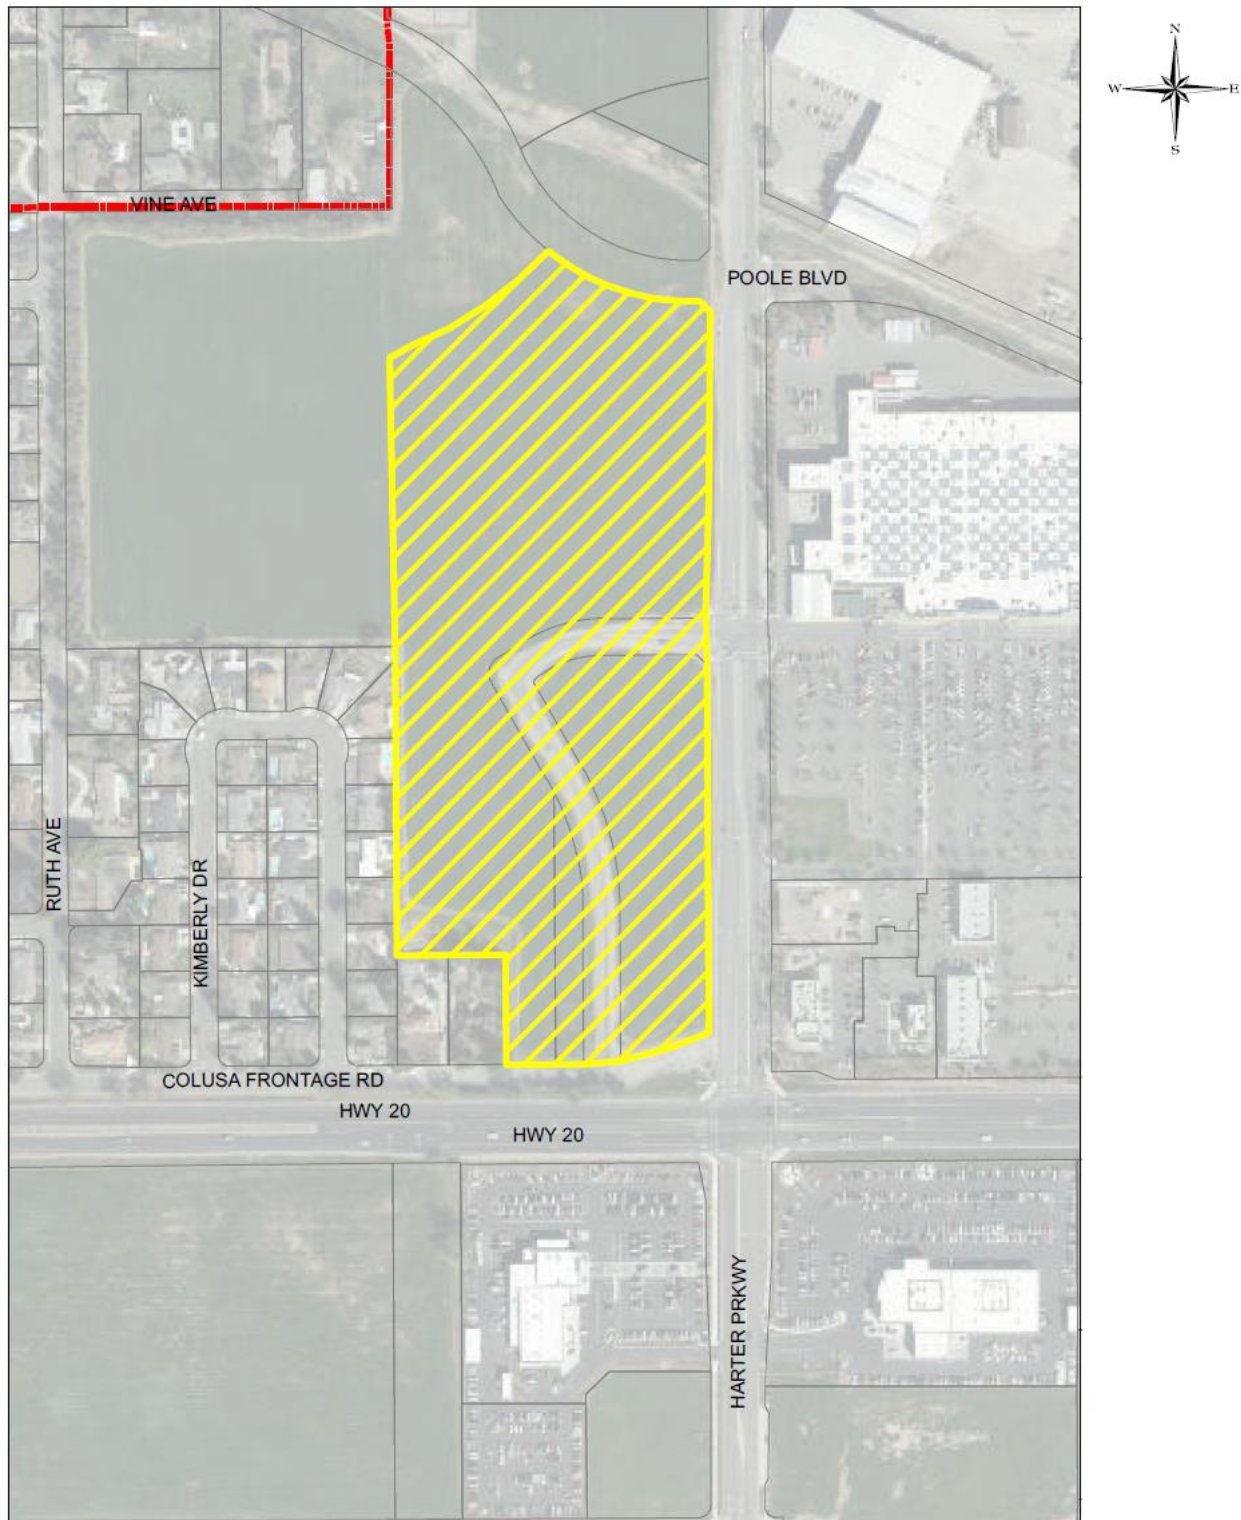 N
W E
S
VINE AVE
POOLE BLVD
RUTH AVE
KIMBERLY DR
COLUSA FRONTAGE RD
HWY 20
HWY 20
HARTER PRKWY